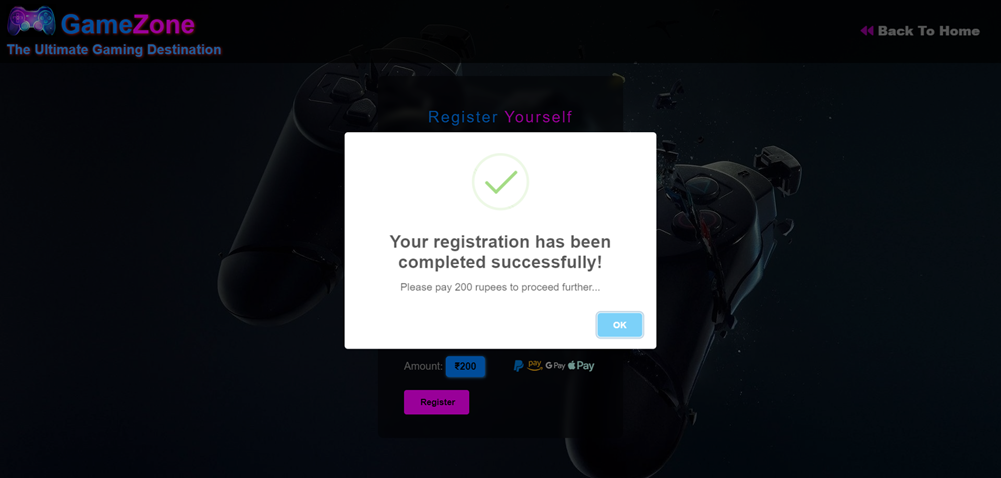 GameZone
The Ultimate Gaming Destination
Back To Home
Register Yourself
Your registration has been
completed successfully!
Please pay 200 rupees to proceed further...
OK
Amount: ₹200
pay G Pay Pay
Register